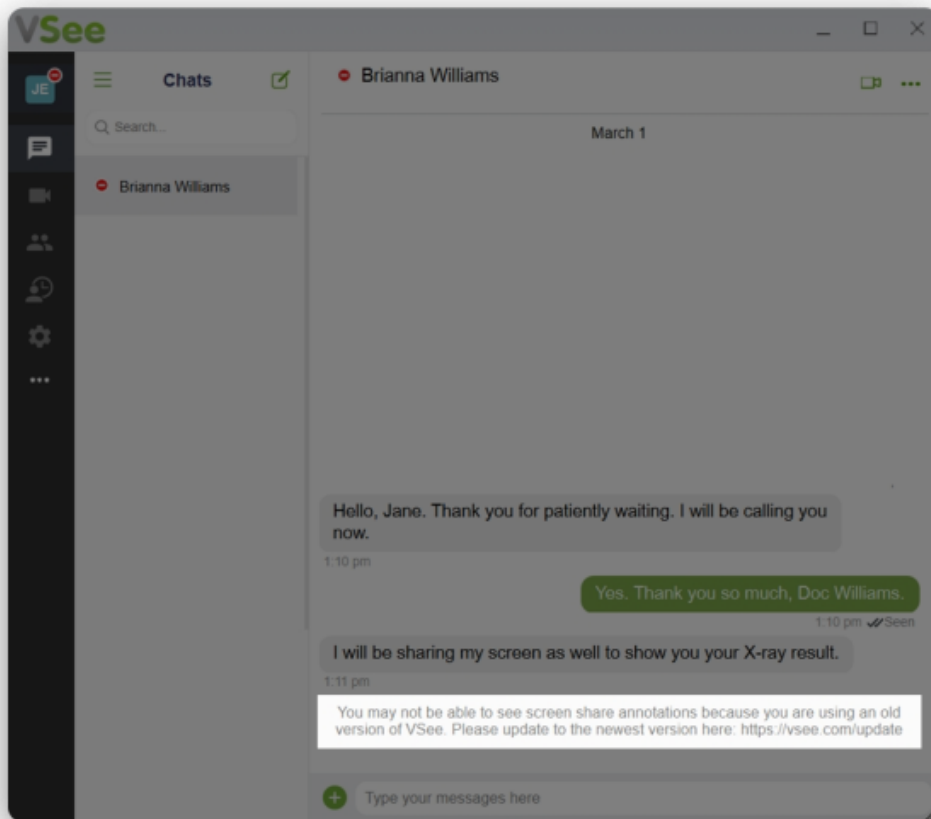 VSee
JE
Chats
Brianna Williams
Search...
March 1
Brianna Williams
Hello, Jane. Thank you for patiently waiting. I will be calling you
now.
1:10 pm
Yes. Thank you so much, Doc Williams.
1:10 pm Seen
I will be sharing my screen as well to show you your X-ray result.
1:11 pm
You may not be able to see screen share annotations because you are using an old
version of VSee. Please update to the newest version here: https://vsee.com/update
Type your messages here